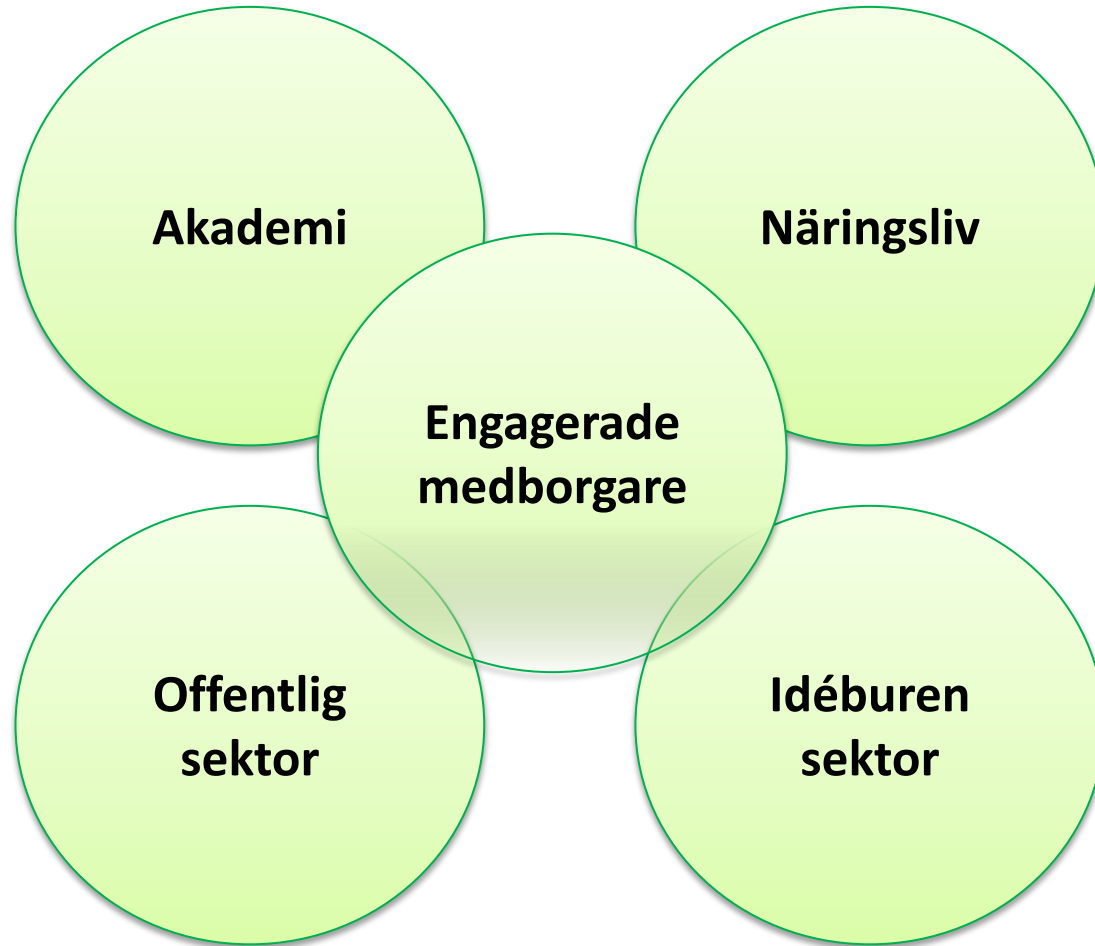 Akademi
Näringsliv
Engagerade
medborgare
Offentlig
sektor
Idéburen
sektor